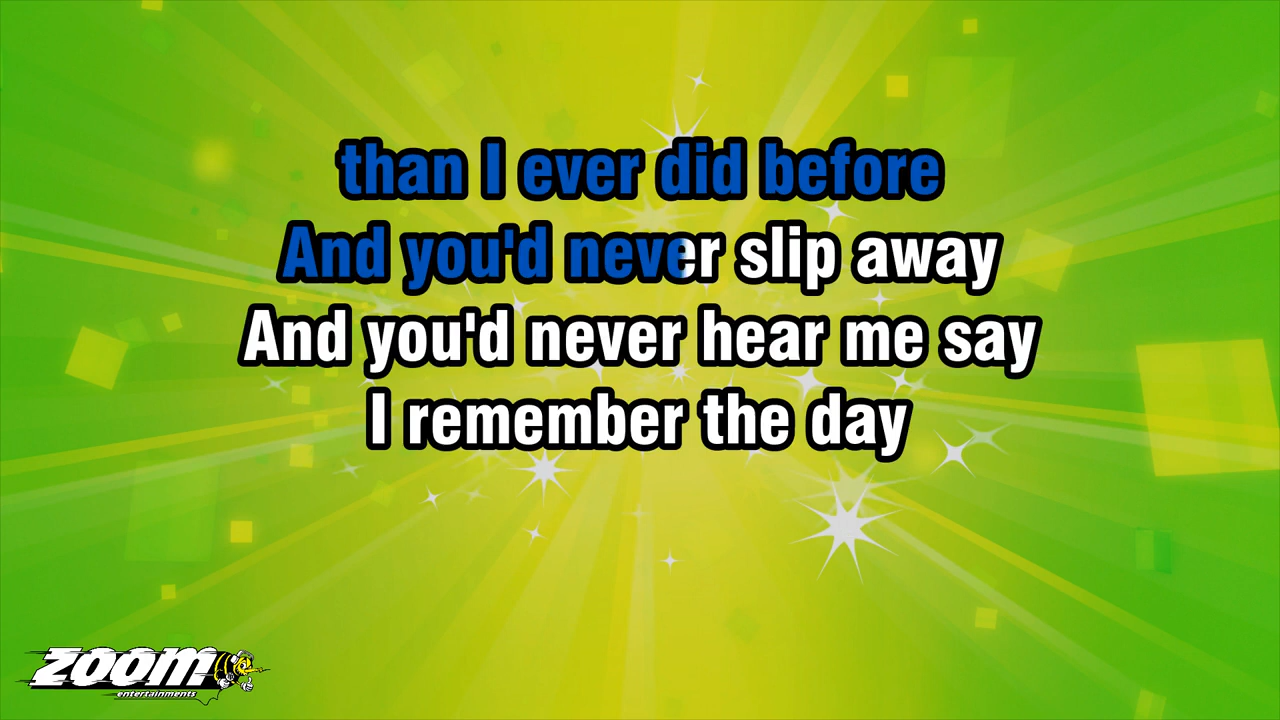 than I ever did before
And you'd never slip away
And you'd never hear me say
I remember the day
zoom
entertainments